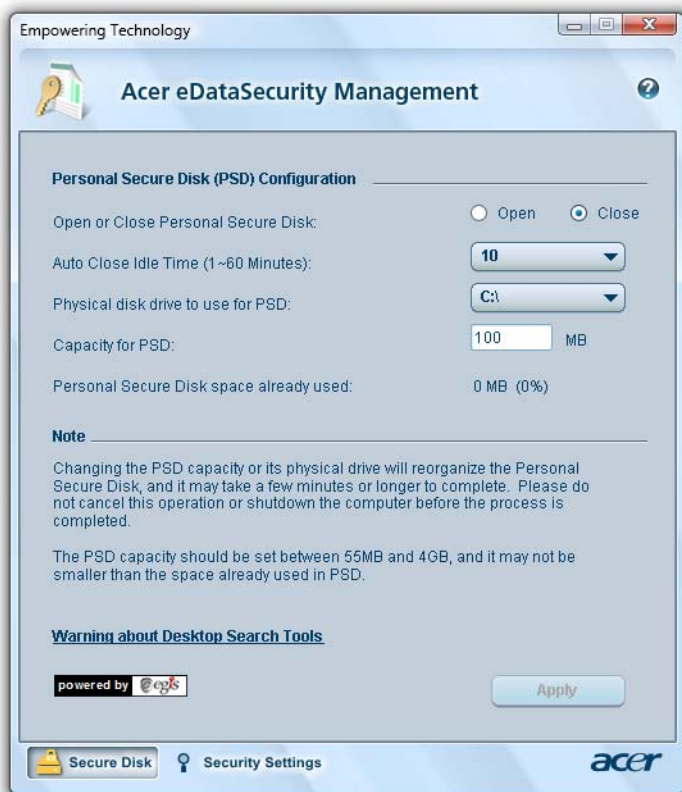 Empowering Technology
Acer eDataSecurity Management
?
Personal Secure Disk (PSD) Configuration
Open or Close Personal Secure Disk:
Open
Close
Auto Close Idle Time (1~60 Minutes):
10
Physical disk drive to use for PSD:
C:\
Capacity for PSD:
100
MB
Personal Secure Disk space already used:
0 MB (0%)
Note
Changing the PSD capacity or its physical drive will reorganize the Personal
Secure Disk, and it may take a few minutes or longer to complete. Please do
not cancel this operation or shutdown the computer before the process is
completed.
The PSD capacity should be set between 55MB and 4GB, and it may not be
smaller than the space already used in PSD.
Warning about Desktop Search Tools
powered by egis
Apply
Secure Disk
Security Settings
acer